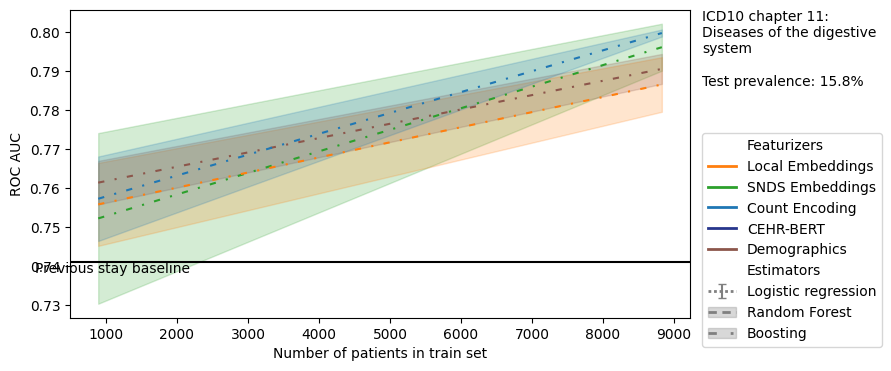 ICD10 chapter 11:
Diseases of the digestive
system
Test prevalence: 15.8%
ROC AUC
0.80
0.79
0.78
0.77
0.76
0.75
0.74
0.73
Previous stay baseline
1000 2000 3000 4000 5000 6000 7000 8000 9000
Number of patients in train set
Featurizers
Local Embeddings
SNDS Embeddings
Count Encoding
CEHR-BERT
Demographics
Estimators
Logistic regression
Random Forest
Boosting